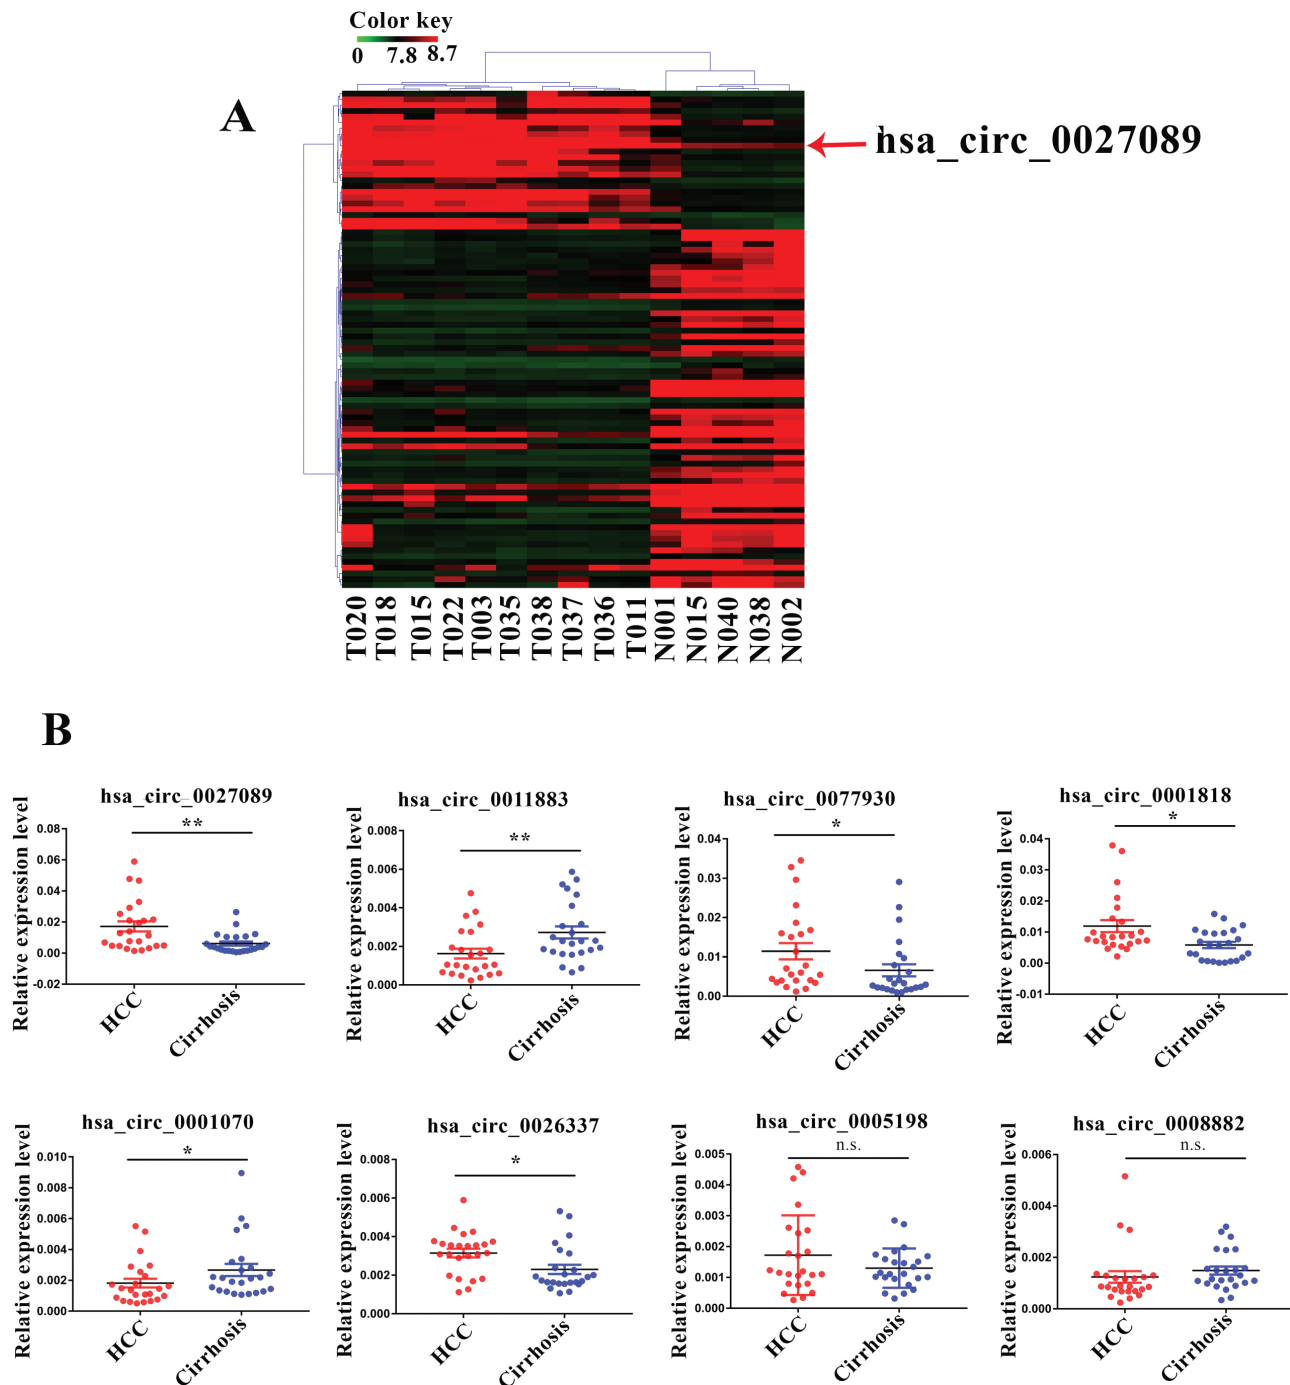 Color key
0 7.8 8.7
A
hsa_circ_0027089
T020 T018 T015 T022 T003 T035 T038 T037 T036 T011 N001 N015 N040 N038 N002
B
hsa_circ_0027089
**
Relative expression level
0.08
0.06
0.04
0.02
0.00
-0.02
HCC
Cirrhosis
hsa_circ_0011883
**
Relative expression level
0.008
0.006
0.004
0.002
0.000
HCC
Cirrhosis
hsa_circ_0077930
*
Relative expression level
0.04
0.03
0.02
0.01
0.00
HCC
Cirrhosis
hsa_circ_0001818
*
Relative expression level
0.04
0.03
0.02
0.01
0.00
-0.01
HCC
Cirrhosis
hsa_circ_0001070
*
Relative expression level
0.010
0.008
0.006
0.004
0.002
0.000
HCC
Cirrhosis
hsa_circ_0026337
*
Relative expression level
0.008
0.006
0.004
0.002
0.000
HCC
Cirrhosis
hsa_circ_0005198
n.s.
Relative expression level
0.005
0.004
0.003
0.002
0.001
0.000
HCC
Cirrhosis
hsa_circ_0008882
n.s.
Relative expression level
0.006
0.004
0.002
0.000
HCC
Cirrhosis